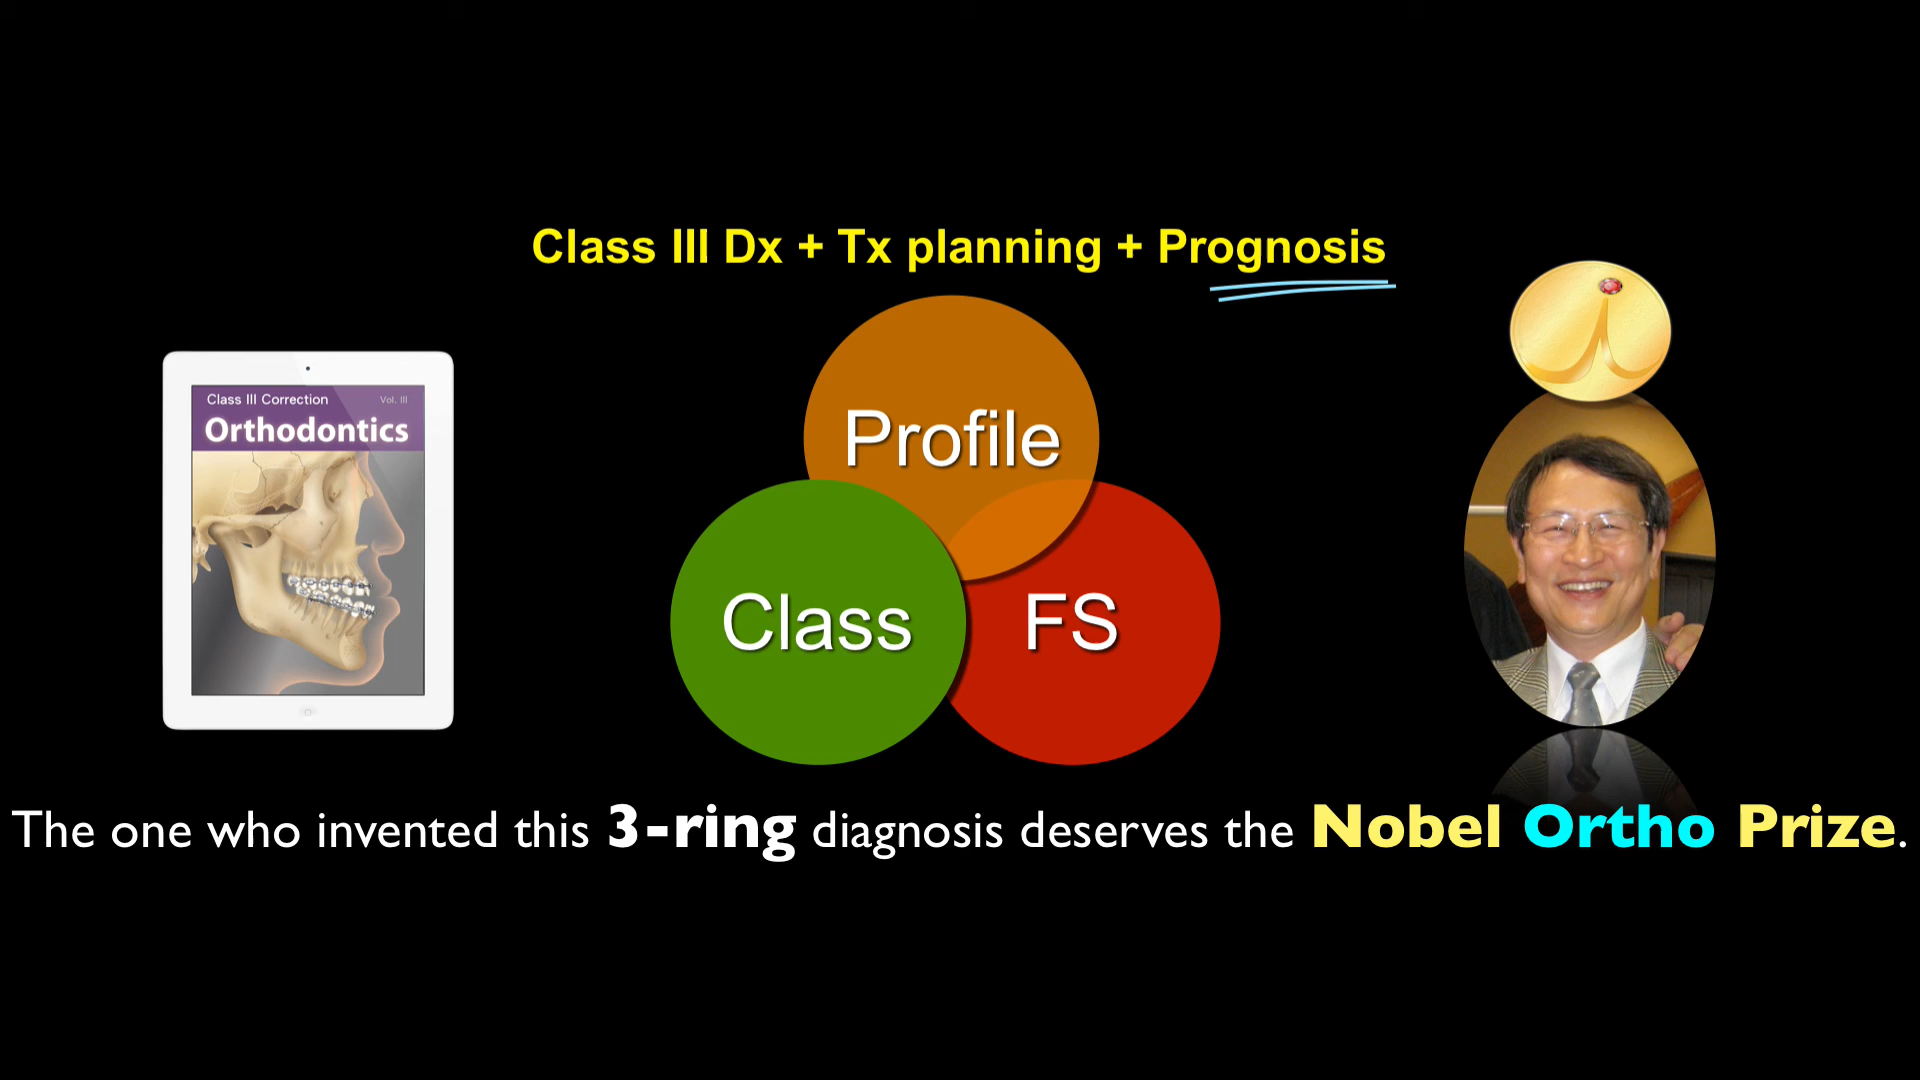 Class III Dx + Tx planning + Prognosis
Class III Correction Vol. III
Orthodontics
Profile
Class
FS
The one who invented this 3-ring diagnosis deserves the Nobel Ortho Prize.